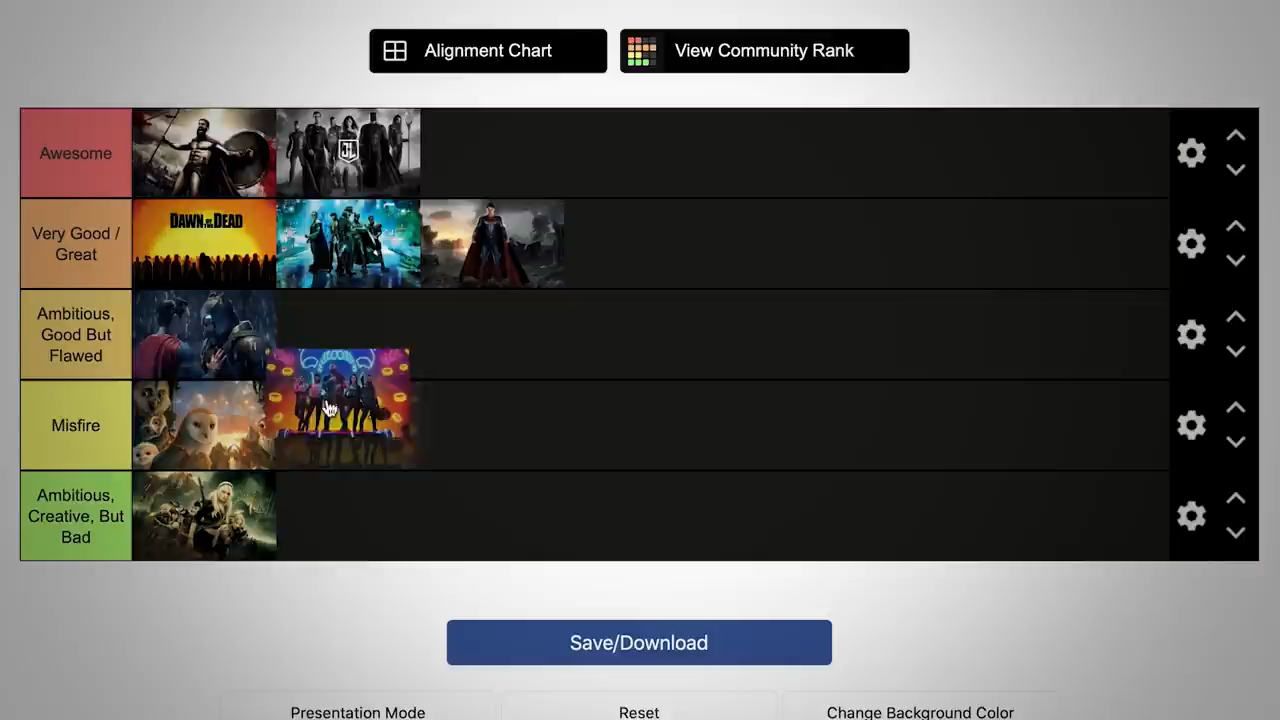 Alignment Chart
View Community Rank
Awesome
JL
Very Good /
Great
DAWN OF THE DEAD
Ambitious,
Good But
Flawed
Misfire
Ambitious,
Creative, But
Bad
Save/Download
Presentation Mode
Reset
Change Background Color